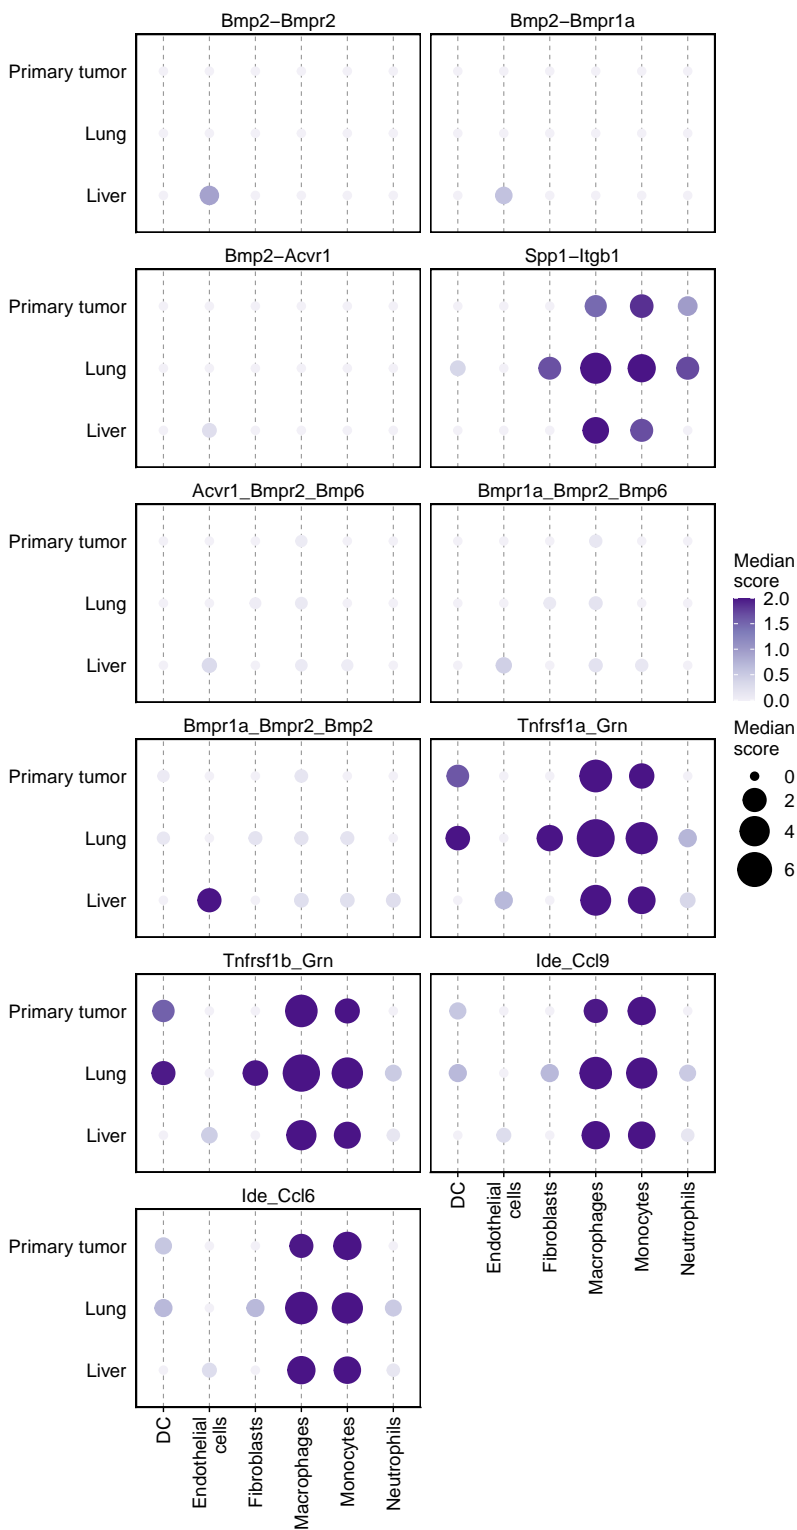 Bmp2−Bmpr2
Bmp2−Bmpr1a
Primary tumor
Lung
Liver
Bmp2−Acvr1
Spp1−Itgb1
Primary tumor
Lung
Liver
Acvr1_Bmpr2_Bmp6
Bmpr1a_Bmpr2_Bmp6
Primary tumor
Lung
Liver
Median
score
2.0
1.5
1.0
0.5
0.0
Median
score
0
2
4
6
Bmpr1a_Bmpr2_Bmp2
Tnfrsf1a_Grn
Primary tumor
Lung
Liver
Tnfrsf1b_Grn
Ide_Ccl9
Primary tumor
Lung
Liver
DC
Endothelial
cells
Fibroblasts
Macrophages
Monocytes
Neutrophils
Ide_Ccl6
Primary tumor
Lung
Liver
DC
Endothelial
cells
Fibroblasts
Macrophages
Monocytes
Neutrophils